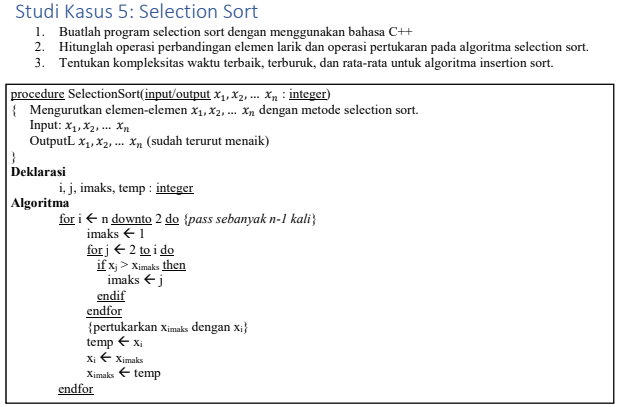 Studi Kasus 5: Selection Sort
1. Buatlah program selection sort dengan menggunakan bahasa C++
2. Hitunglah operasi perbandingan elemen larik dan operasi pertukaran pada algoritma selection sort.
3. Tentukan kompleksitas waktu terbaik, terburuk, dan rata-rata untuk algoritma insertion sort.
procedure SelectionSort(input/output x₁, x₂, ... xₙ : integer)
{ Mengurutkan elemen-elemen x₁, x₂, ... xₙ dengan metode selection sort.
Input: x₁, x₂, ... xₙ
OutputL x₁, x₂, ... xₙ (sudah terurut menaik)
}
Deklarasi
i, j, imaks, temp : integer
Algoritma
for i ← n downto 2 do {pass sebanyak n-1 kali}
imaks ← 1
for j ← 2 to i do
if xj > ximaks then
imaks ← j
endif
endfor
{pertukarkan ximaks dengan xi}
temp ← xi
xi ← ximaks
ximaks ← temp
endfor